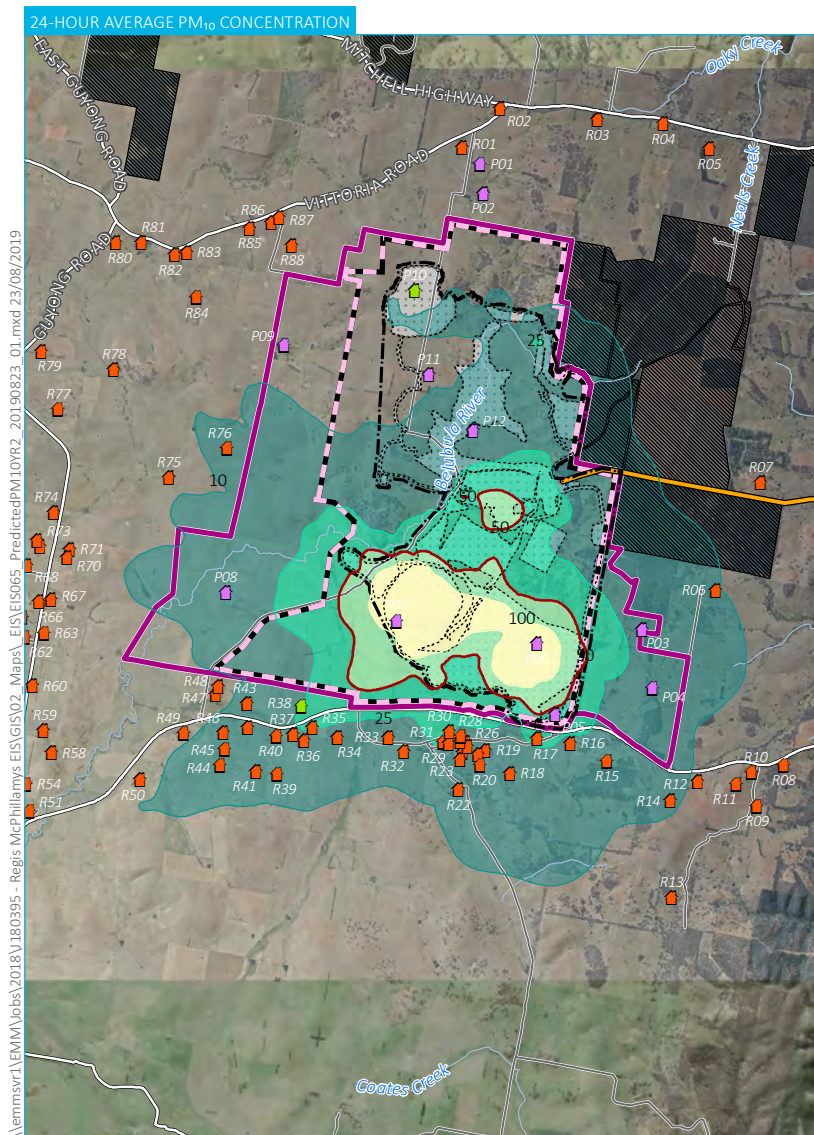 24-HOUR AVERAGE PM₁₀ CONCENTRATION
\emmsvr1\EMM\Jobs\2018\J180395 - Regis McPhillamys EIS\GIS\02_Maps\_EIS\EIS065_PredictedPM10YR2_20190823_01.mxd 23/08/2019
EAST GUYONG ROAD
MITCHELL HIGHWAY
Oaky Creek
R02
R03
R04
R05
R01
P01
P02
Neals Creek
VITTORIA ROAD
R86
R87
R85
R88
R80
R81
R82
R83
GUYONG ROAD
R84
P10
P09
25
R79
R78
P11
R77
P12
Belubula River
R76
R75
10
R07
50
50
R74
R73
R71
R70
R68
P08
R06
R67
R66
100
R63
P03
R62
R60
R48
R47
R43
R38
P04
P05
25
R59
R49
R46
R37
R35
R30
R28
R33
R31
R26
R17
R16
R40
R36
R34
R58
R45
R44
R32
R29
R19
R23
R20
R18
R15
R10
R08
R54
R50
R41
R39
R12
R11
R22
R14
R09
R51
R13
Coates Creek